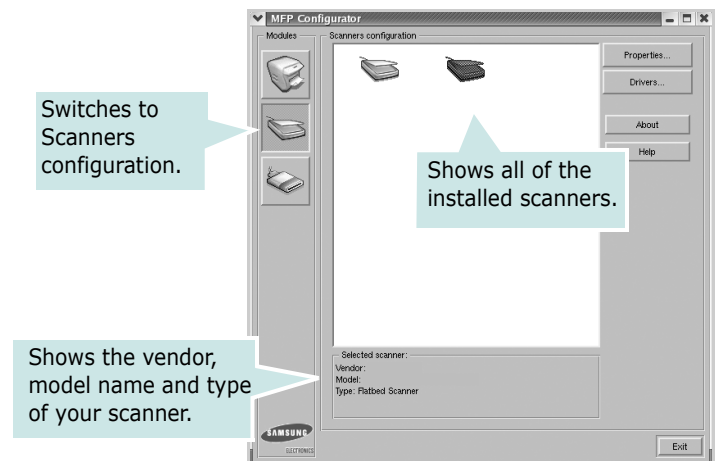 MFP Configurator
Modules
Scanners configuration
Properties...
Drivers...
About
Help
Switches to
Scanners
configuration.
Shows all of the
installed scanners.
Selected scanner:
Vendor:
Model:
Type: Flatbed Scanner
Shows the vendor,
model name and type
of your scanner.
SAMSUNG
ELECTRONICS
Exit